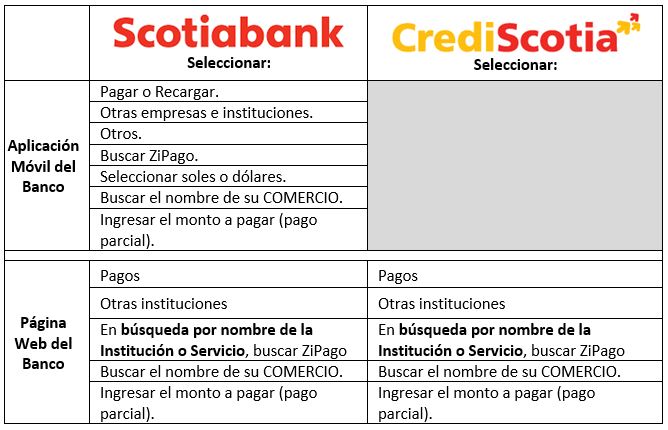 Scotiabank
Seleccionar:
CrediScotia
Seleccionar:
Aplicación
Móvil del
Banco
Pagar o Recargar.
Otras empresas e instituciones.
Otros.
Buscar ZiPago.
Seleccionar soles o dólares.
Buscar el nombre de su COMERCIO.
Ingresar el monto a pagar (pago
parcial).
Página
Web del
Banco
Pagos
Otras instituciones
En búsqueda por nombre de la
Institución o Servicio, buscar ZiPago
Buscar el nombre de su COMERCIO.
Ingresar el monto a pagar (pago
parcial).
Pagos
Otras instituciones
En búsqueda por nombre de la
Institución o Servicio, buscar ZiPago
Buscar el nombre de su COMERCIO.
Ingresar el monto a pagar (pago
parcial).